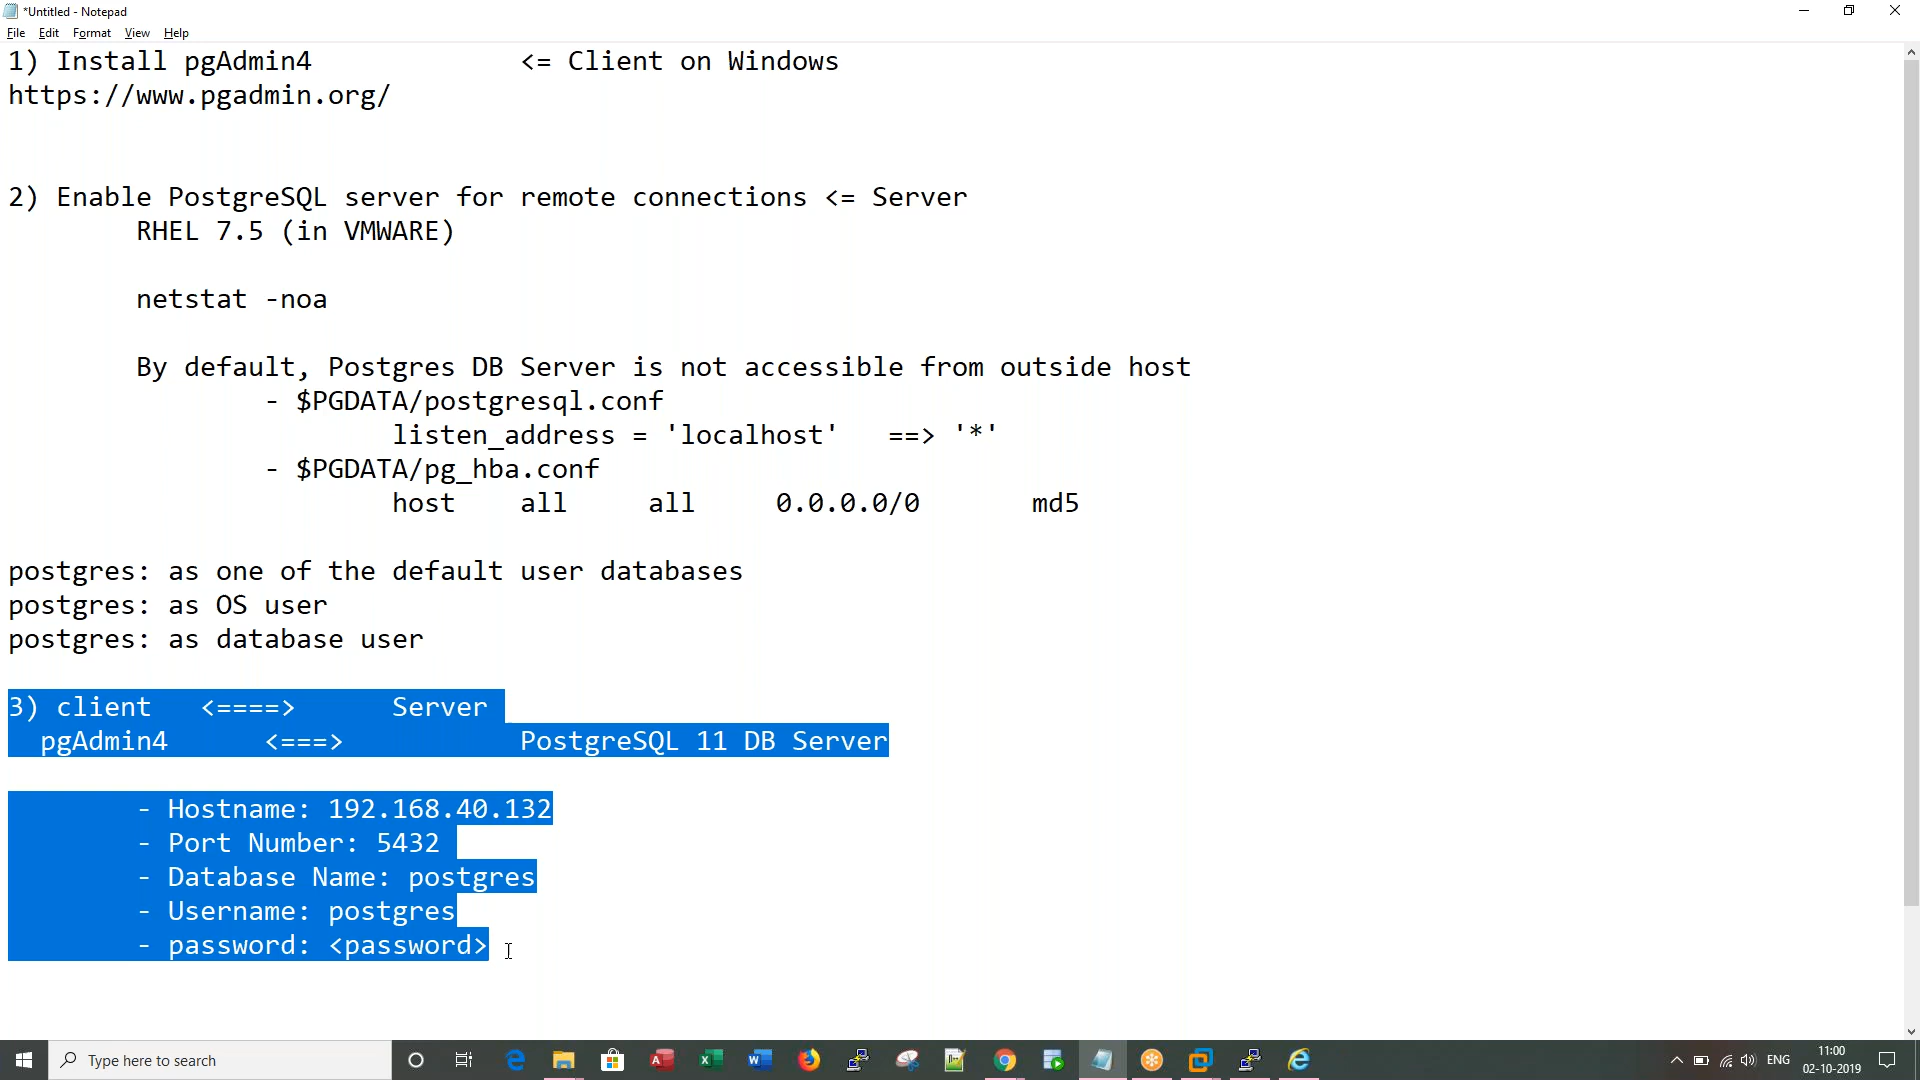 *Untitled - Notepad
File Edit Format View Help
1) Install pgAdmin4 <= Client on Windows
https://www.pgadmin.org/
2) Enable PostgreSQL server for remote connections <= Server
RHEL 7.5 (in VMWARE)
netstat -noa
By default, Postgres DB Server is not accessible from outside host
- $PGDATA/postgresql.conf
listen_address = 'localhost' ==> '*'
- $PGDATA/pg_hba.conf
host all all 0.0.0.0/0 md5
postgres: as one of the default user databases
postgres: as OS user
postgres: as database user
3) client <====> Server
pgAdmin4 <===> PostgreSQL 11 DB Server
- Hostname: 192.168.40.132
- Port Number: 5432
- Database Name: postgres
- Username: postgres
- password: <password>
Type here to search
ENG
11:00
02-10-2019